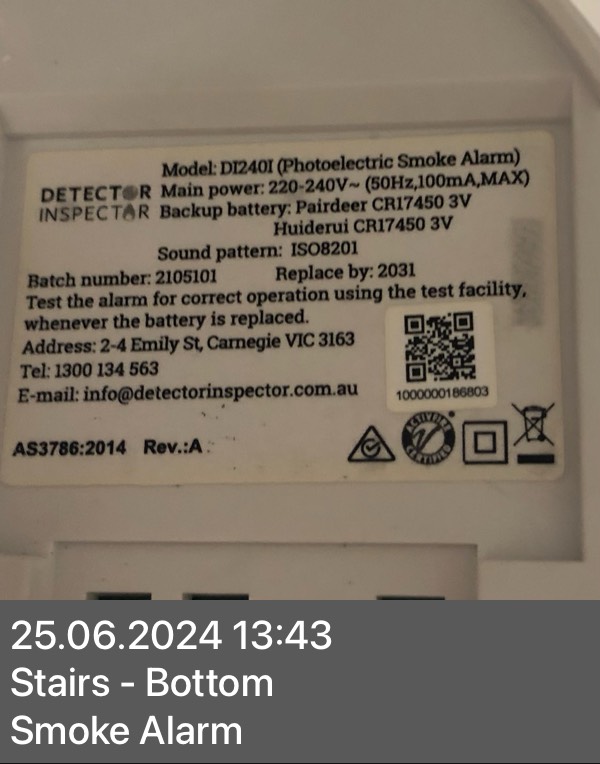 Model: DI240I (Photoelectric Smoke Alarm)
DETECTOR Main power: 220-240V~ (50Hz,100mA,MAX)
INSPECTAR Backup battery: Pairdeer CR17450 3V
Huiderui CR17450 3V
Sound pattern: ISO8201
Batch number: 2105101 Replace by: 2031
Test the alarm for correct operation using the test facility,
whenever the battery is replaced.
Address: 2-4 Emily St, Carnegie VIC 3163
Tel: 1300 134 563
E-mail: info@detectorinspector.com.au
1000000186803
AS3786:2014 Rev.:A
25.06.2024 13:43
Stairs - Bottom
Smoke Alarm